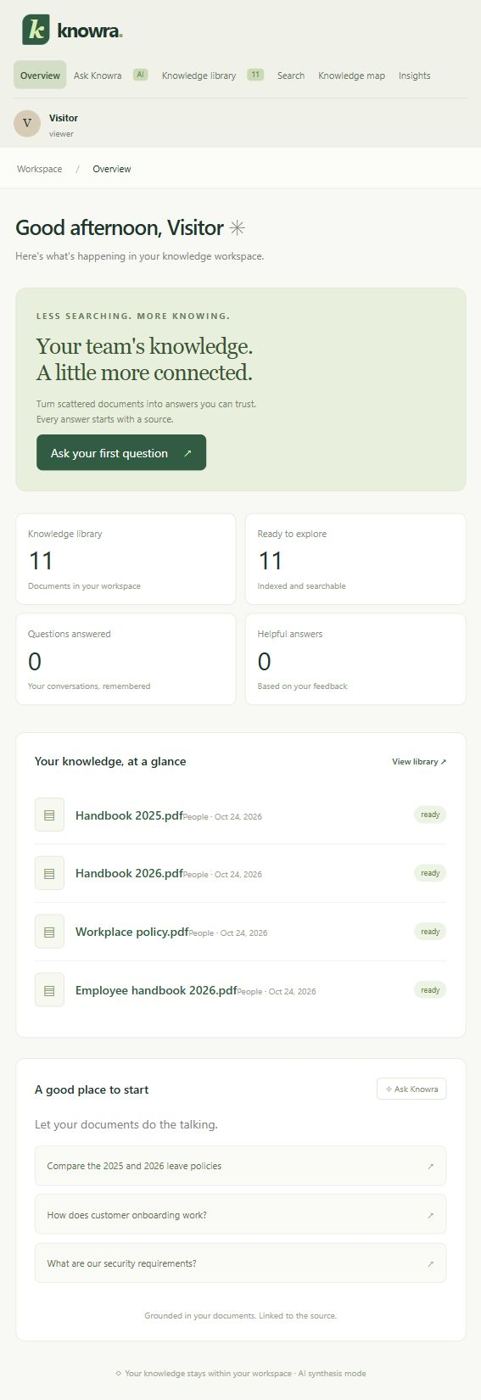 k knowra.
Overview Ask Knowra AI Knowledge library 11 Search Knowledge map Insights
V Visitor
viewer
Workspace / Overview
Good afternoon, Visitor
Here's what's happening in your knowledge workspace.
LESS SEARCHING. MORE KNOWING.
Your team's knowledge.
A little more connected.
Turn scattered documents into answers you can trust.
Every answer starts with a source.
Ask your first question ↗
Knowledge library
11
Documents in your workspace
Ready to explore
11
Indexed and searchable
Questions answered
0
Your conversations, remembered
Helpful answers
0
Based on your feedback
Your knowledge, at a glance View library ↗
Handbook 2025.pdfPeople · Oct 24, 2026 ready
Handbook 2026.pdfPeople · Oct 24, 2026 ready
Workplace policy.pdfPeople · Oct 24, 2026 ready
Employee handbook 2026.pdfPeople · Oct 24, 2026 ready
A good place to start Ask Knowra
Let your documents do the talking.
Compare the 2025 and 2026 leave policies ↗
How does customer onboarding work? ↗
What are our security requirements? ↗
Grounded in your documents. Linked to the source.
Your knowledge stays within your workspace · AI synthesis mode